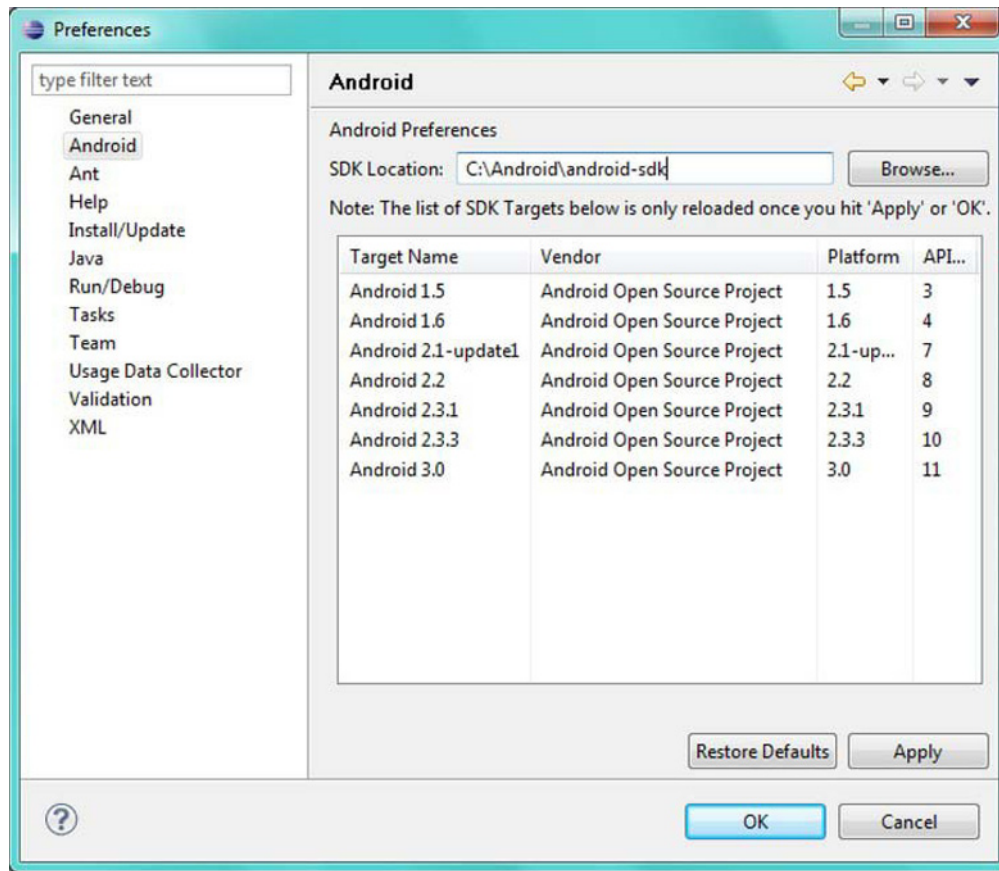 Preferences
type filter text
General
Android
Ant
Help
Install/Update
Java
Run/Debug
Tasks
Team
Usage Data Collector
Validation
XML
Android
Android Preferences
SDK Location: C:\Android\android-sdk Browse...
Note: The list of SDK Targets below is only reloaded once you hit 'Apply' or 'OK'.
Target Name Vendor Platform API...
Android 1.5 Android Open Source Project 1.5 3
Android 1.6 Android Open Source Project 1.6 4
Android 2.1-update1 Android Open Source Project 2.1-up... 7
Android 2.2 Android Open Source Project 2.2 8
Android 2.3.1 Android Open Source Project 2.3.1 9
Android 2.3.3 Android Open Source Project 2.3.3 10
Android 3.0 Android Open Source Project 3.0 11
Restore Defaults Apply
? OK Cancel